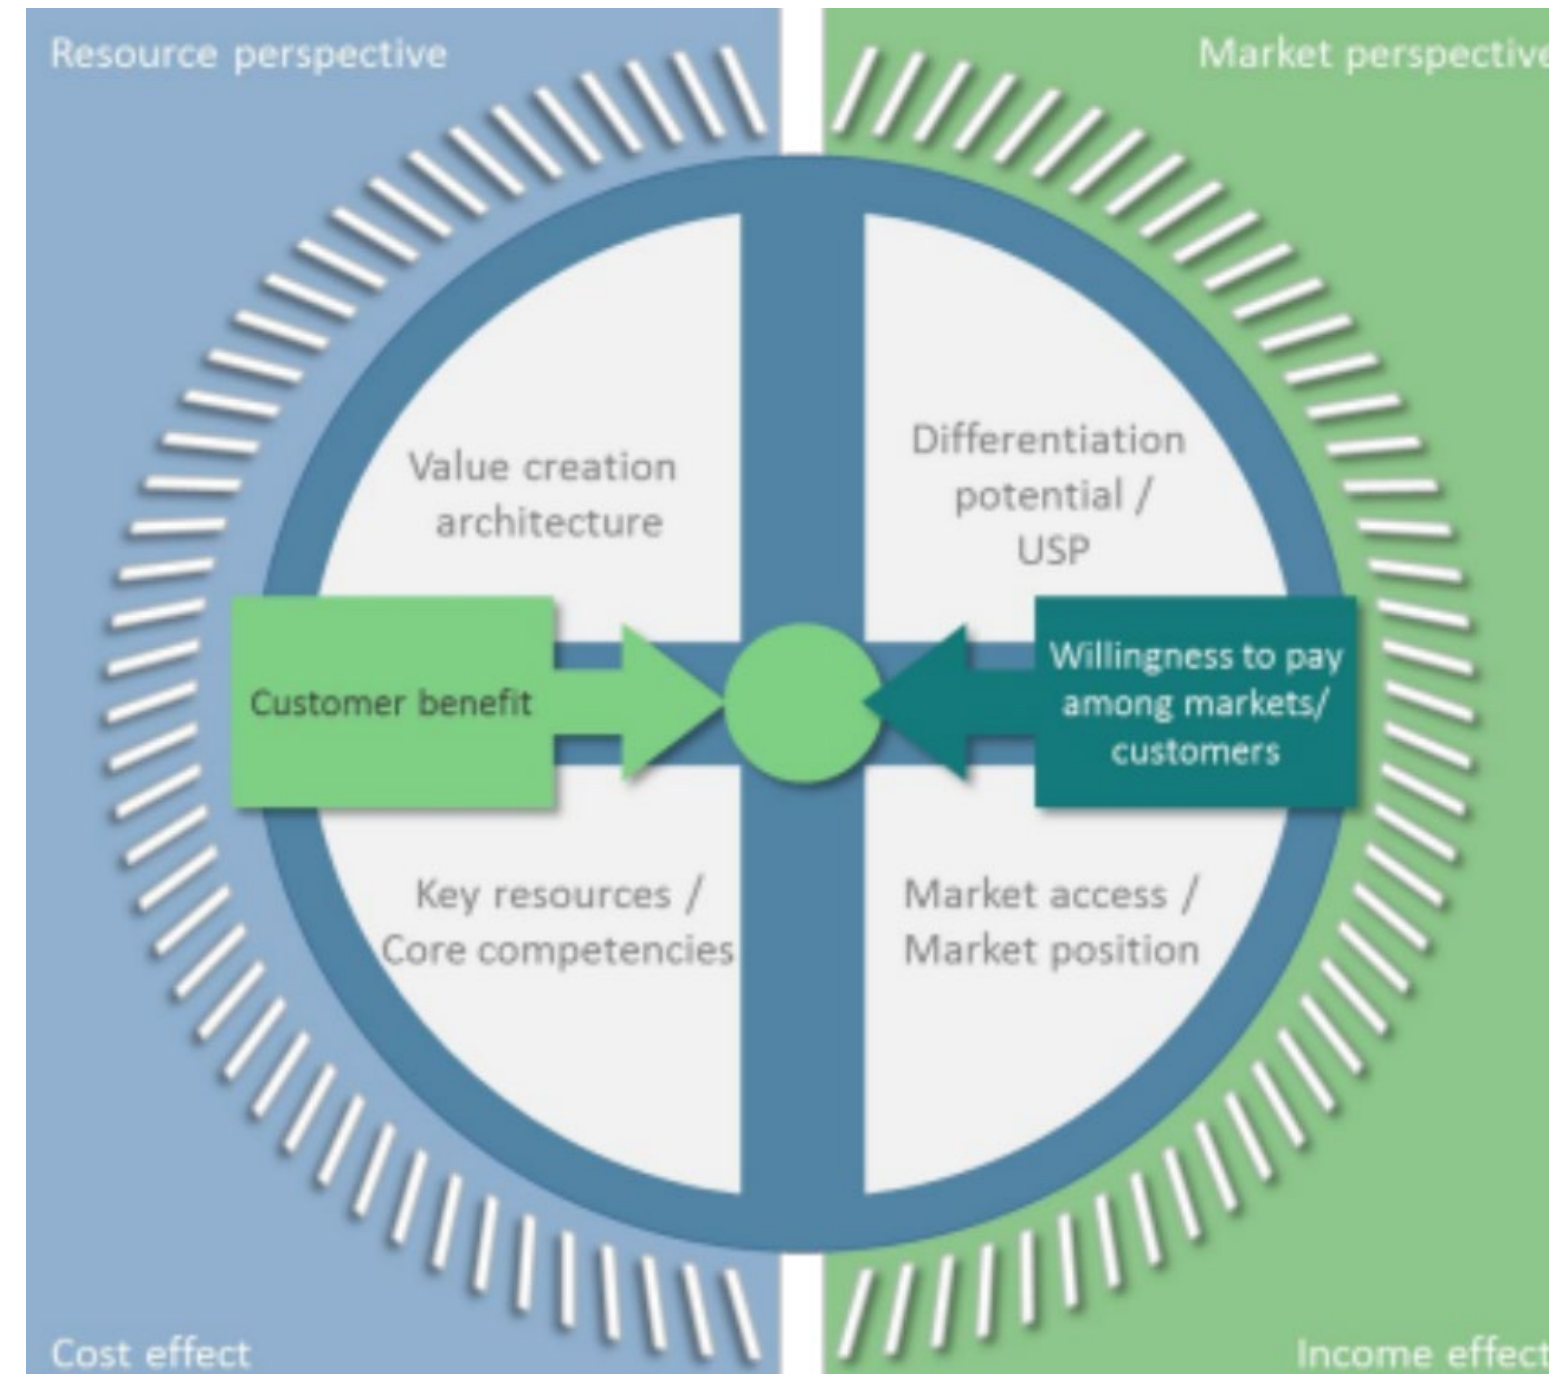 Resource perspective
Market perspective
Value creation
architecture
Differentiation
potential /
USP
Customer benefit
Willingness to pay
among markets/
customers
Key resources /
Core competencies
Market access /
Market position
Cost effect
Income effect